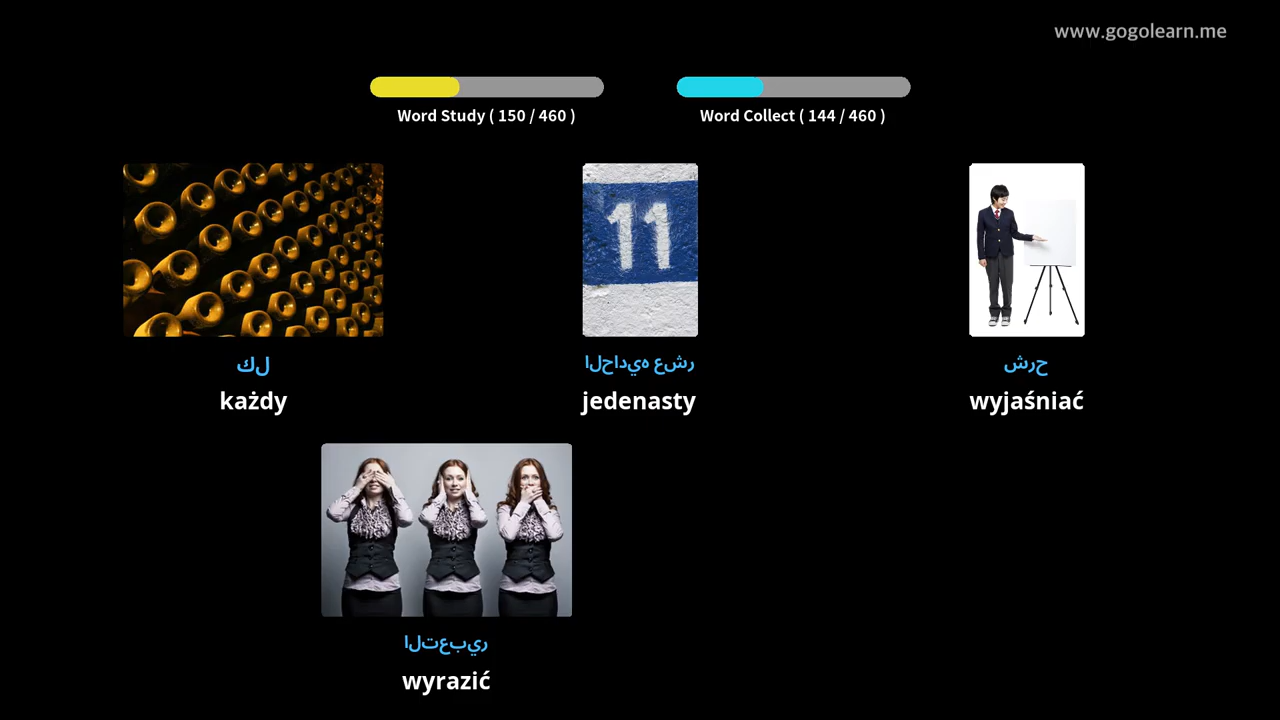 www.gogolearn.me
Word Study ( 150 / 460 )
Word Collect ( 144 / 460 )
كل
الحاديه عشر
شرح
każdy
11
jedenasty
wyjaśniać
التعبير
wyrazić